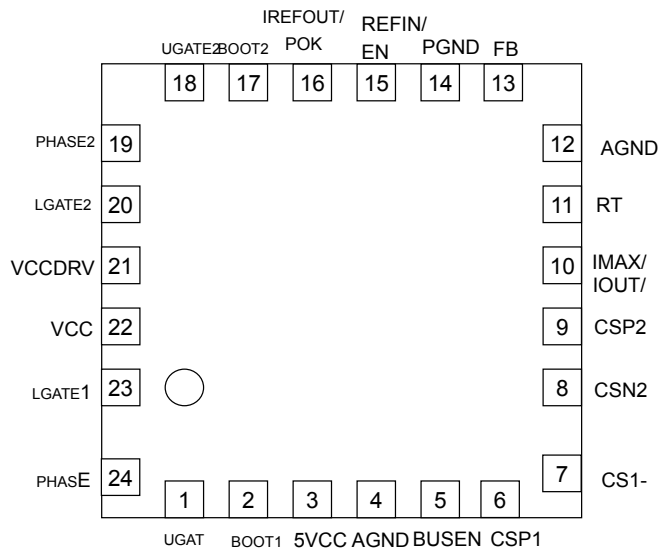 IREFOUT/ REFIN/
UGATE2 BOOT2 POK EN PGND FB
18 17 16 15 14 13
PHASE2 19 12 AGND
LGATE2 20 11 RT
VCCDRV 21 10 IMAX/
IOUT/
VCC 22 9 CSP2
LGATE1 23 8 CSN2
PHASE 24 7 CS1-
1 2 3 4 5 6
UGAT BOOT1 5VCC AGND BUSEN CSP1